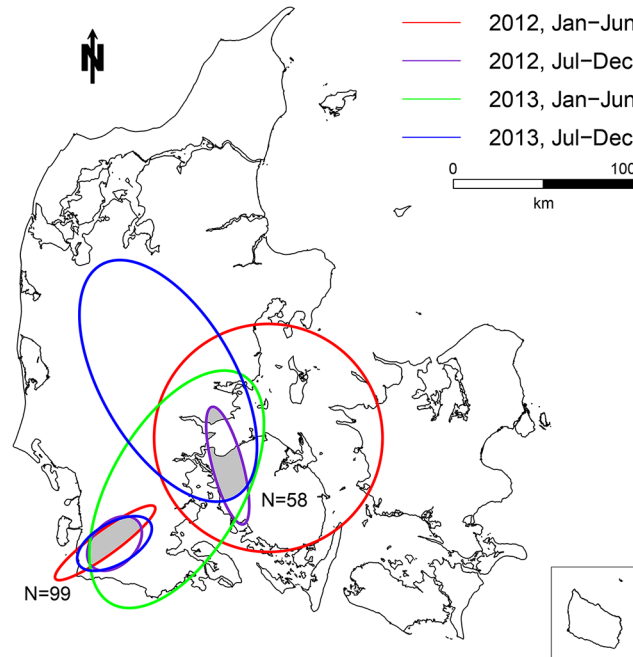 N
2012, Jan−Jun
2012, Jul−Dec
2013, Jan−Jun
2013, Jul−Dec
0 100
km
N=58
N=99